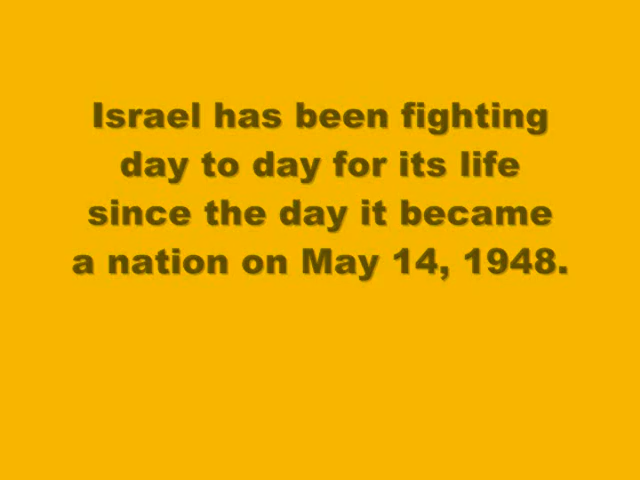 Israel has been fighting
day to day for its life
since the day it became
a nation on May 14, 1948.